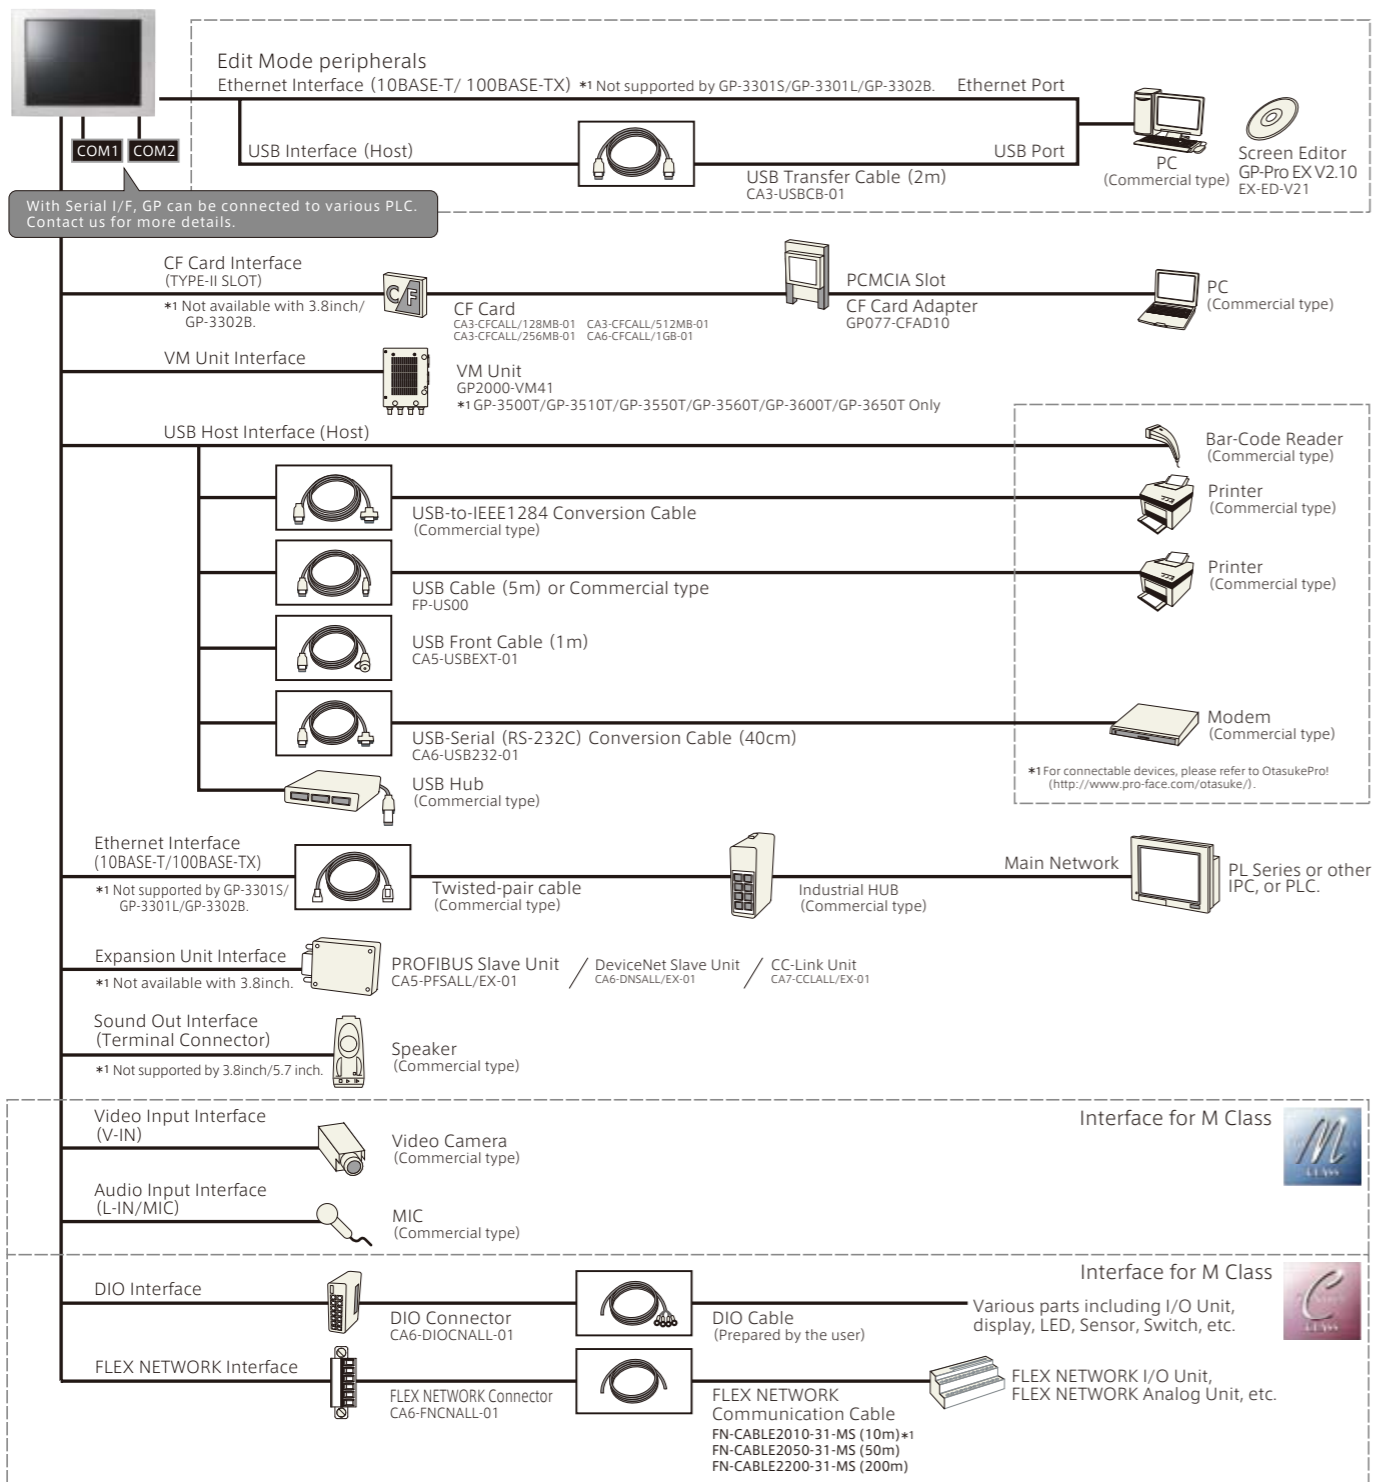 Edit Mode peripherals
Ethernet Interface (10BASE-T/ 100BASE-TX) *1 Not supported by GP-3301S/GP-3301L/GP-3302B. Ethernet Port
COM1 COM2
USB Interface (Host) USB Port
USB Transfer Cable (2m)
CA3-USBCB-01
PC
(Commercial type)
Screen Editor
GP-Pro EX V2.10
EX-ED-V21
With Serial I/F, GP can be connected to various PLC.
Contact us for more details.
CF Card Interface
(TYPE-II SLOT)
*1 Not available with 3.8inch/
GP-3302B.
C/F
CF Card
CA3-CFCALL/128MB-01 CA3-CFCALL/512MB-01
CA3-CFCALL/256MB-01 CA6-CFCALL/1GB-01
PCMCIA Slot
CF Card Adapter
GP077-CFAD10
PC
(Commercial type)
VM Unit Interface
VM Unit
GP2000-VM41
*1 GP-3500T/GP-3510T/GP-3550T/GP-3560T/GP-3600T/GP-3650T Only
USB Host Interface (Host)
Bar-Code Reader
(Commercial type)
USB-to-IEEE1284 Conversion Cable
(Commercial type)
Printer
(Commercial type)
USB Cable (5m) or Commercial type
FP-US00
Printer
(Commercial type)
USB Front Cable (1m)
CA5-USBEXT-01
USB-Serial (RS-232C) Conversion Cable (40cm)
CA6-USB232-01
Modem
(Commercial type)
USB Hub
(Commercial type)
*1 For connectable devices, please refer to OtasukePro!
(http://www.pro-face.com/otasuke/).
Ethernet Interface
(10BASE-T/100BASE-TX)
*1 Not supported by GP-3301S/
GP-3301L/GP-3302B.
Twisted-pair cable
(Commercial type)
Industrial HUB
(Commercial type)
Main Network
PL Series or other
IPC, or PLC.
Expansion Unit Interface
*1 Not available with 3.8inch.
PROFIBUS Slave Unit / DeviceNet Slave Unit / CC-Link Unit
CA5-PFSALL/EX-01 CA6-DNSALL/EX-01 CA7-CCLALL/EX-01
Sound Out Interface
(Terminal Connector)
*1 Not supported by 3.8inch/5.7 inch.
Speaker
(Commercial type)
Video Input Interface
(V-IN)
Video Camera
(Commercial type)
Interface for M Class
M
CLASS
Audio Input Interface
(L-IN/MIC)
MIC
(Commercial type)
DIO Interface
DIO Connector
CA6-DIOCNALL-01
DIO Cable
(Prepared by the user)
Various parts including I/O Unit,
display, LED, Sensor, Switch, etc.
Interface for M Class
C
CLASS
FLEX NETWORK Interface
FLEX NETWORK Connector
CA6-FNCNALL-01
FLEX NETWORK
Communication Cable
FN-CABLE2010-31-MS (10m)*1
FN-CABLE2050-31-MS (50m)
FN-CABLE2200-31-MS (200m)
FLEX NETWORK I/O Unit,
FLEX NETWORK Analog Unit, etc.